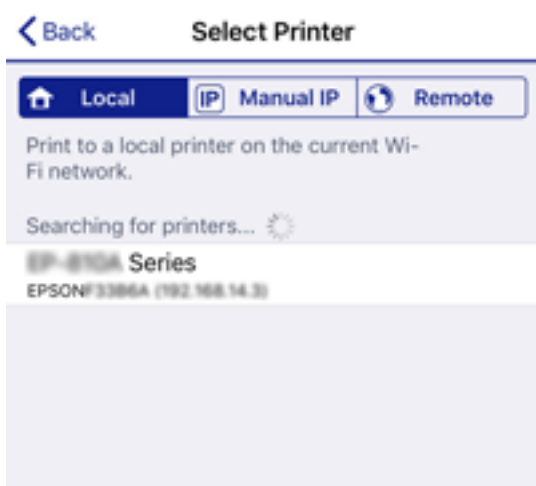 Back
Select Printer
Local
IP Manual IP
Remote
Print to a local printer on the current Wi-
Fi network.
Searching for printers...
Series
EPSON